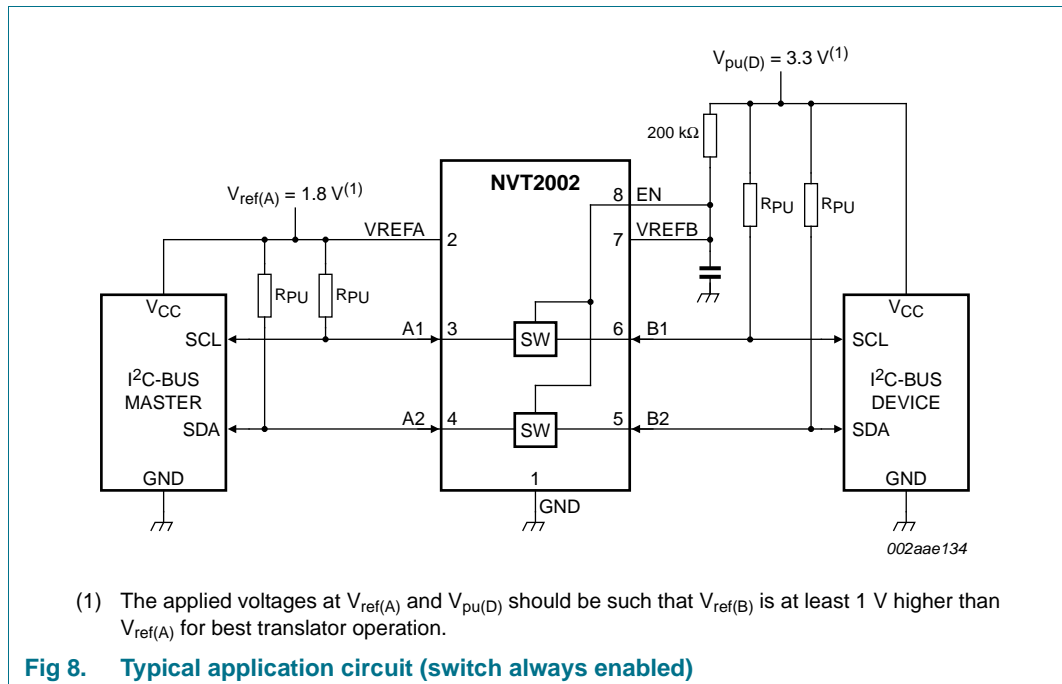 Vpu(D) = 3.3 V(1)
200 kΩ
NVT2002
8 EN
Vref(A) = 1.8 V(1)
RPU RPU
VREFA 2
7 VREFB
RPU RPU
VCC
VCC
SCL A1 3 SW 6 B1 SCL
I2C-BUS
MASTER
I2C-BUS
DEVICE
SDA A2 4 SW 5 B2 SDA
GND
1
GND
GND
002aae134
(1) The applied voltages at Vref(A) and Vpu(D) should be such that Vref(B) is at least 1 V higher than
Vref(A) for best translator operation.
Fig 8. Typical application circuit (switch always enabled)